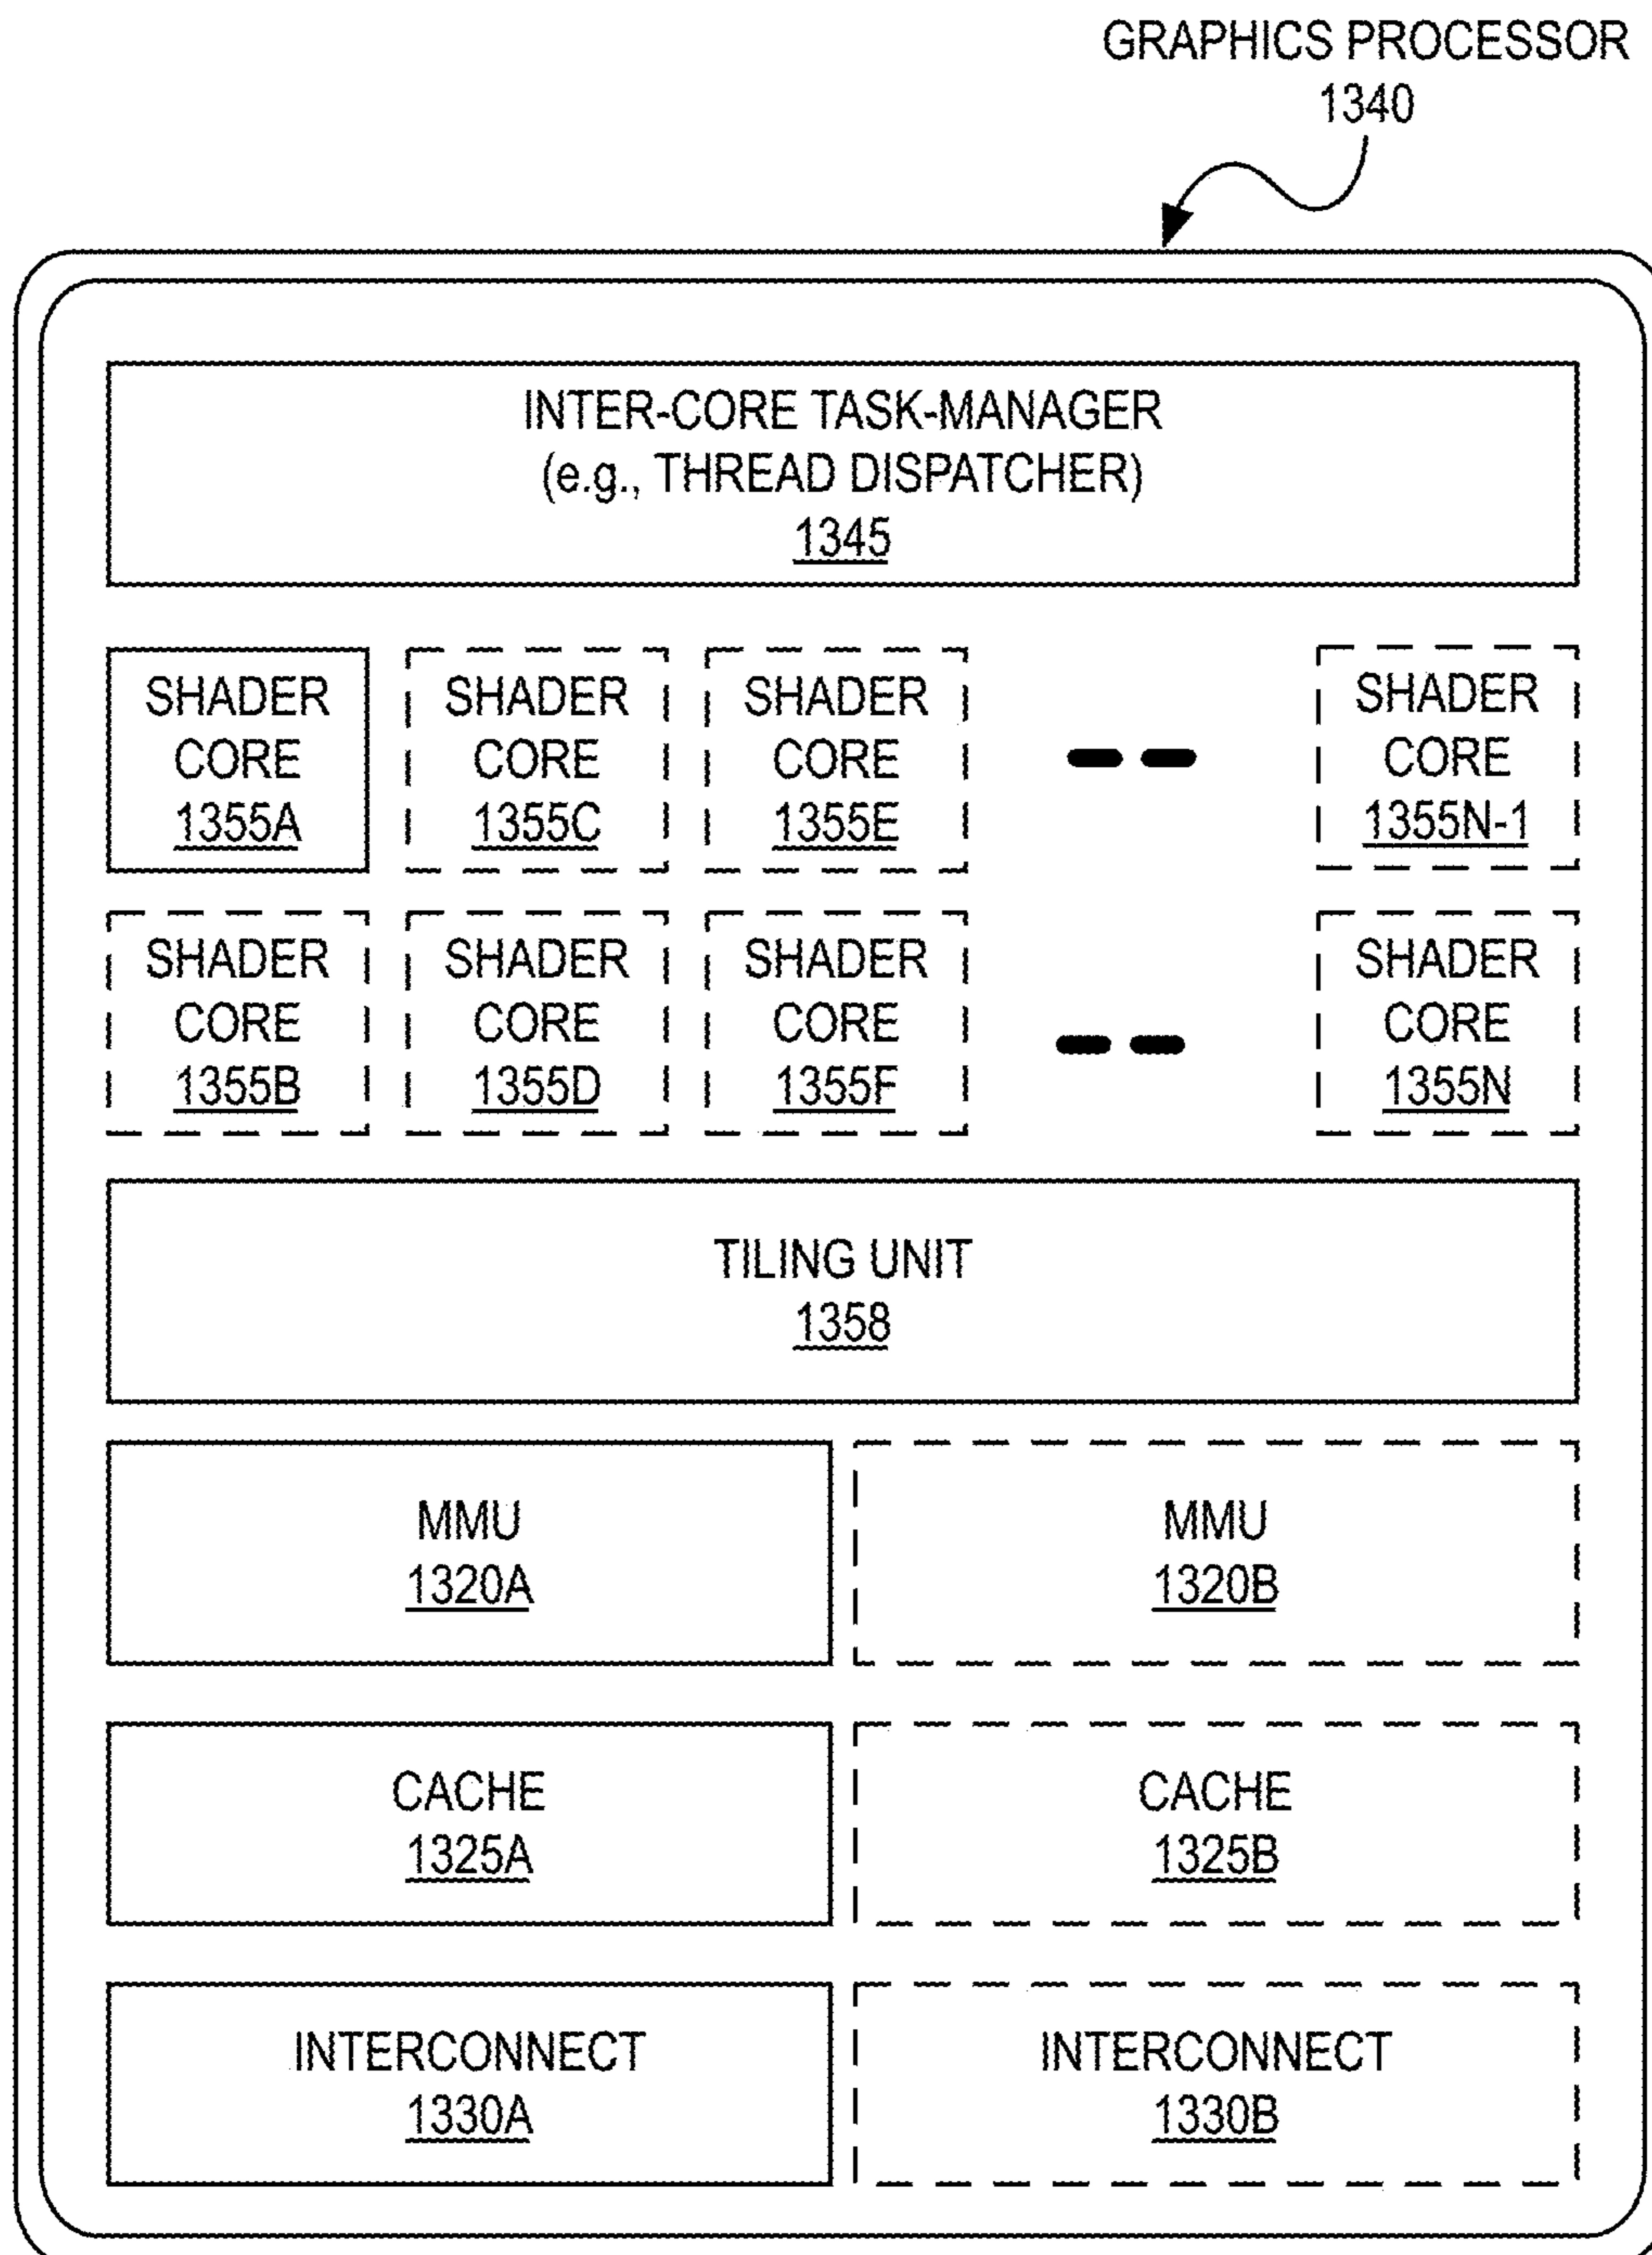 GRAPHICS PROCESSOR
1340
INTER-CORE TASK-MANAGER
(e.g., THREAD DISPATCHER)
1345
SHADER
CORE
1355A
SHADER
CORE
1355C
SHADER
CORE
1355E
SHADER
CORE
1355N-1
SHADER
CORE
1355B
SHADER
CORE
1355D
SHADER
CORE
1355F
SHADER
CORE
1355N
TILING UNIT
1358
MMU
1320A
MMU
1320B
CACHE
1325A
CACHE
1325B
INTERCONNECT
1330A
INTERCONNECT
1330B